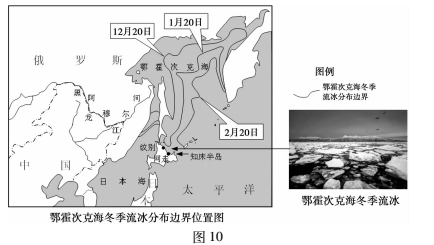 12月20日
1月20日
俄 罗 斯
鄂 霍 次 克 海
黑
龙
江
阿
穆
尔
河
2月20日
纹别
网走
知床半岛
中 国
日 本 海
太 平 洋
图例
鄂霍次克海冬季
流冰分布边界
鄂霍次克海冬季流冰
鄂霍次克海冬季流冰分布边界位置图
图 10